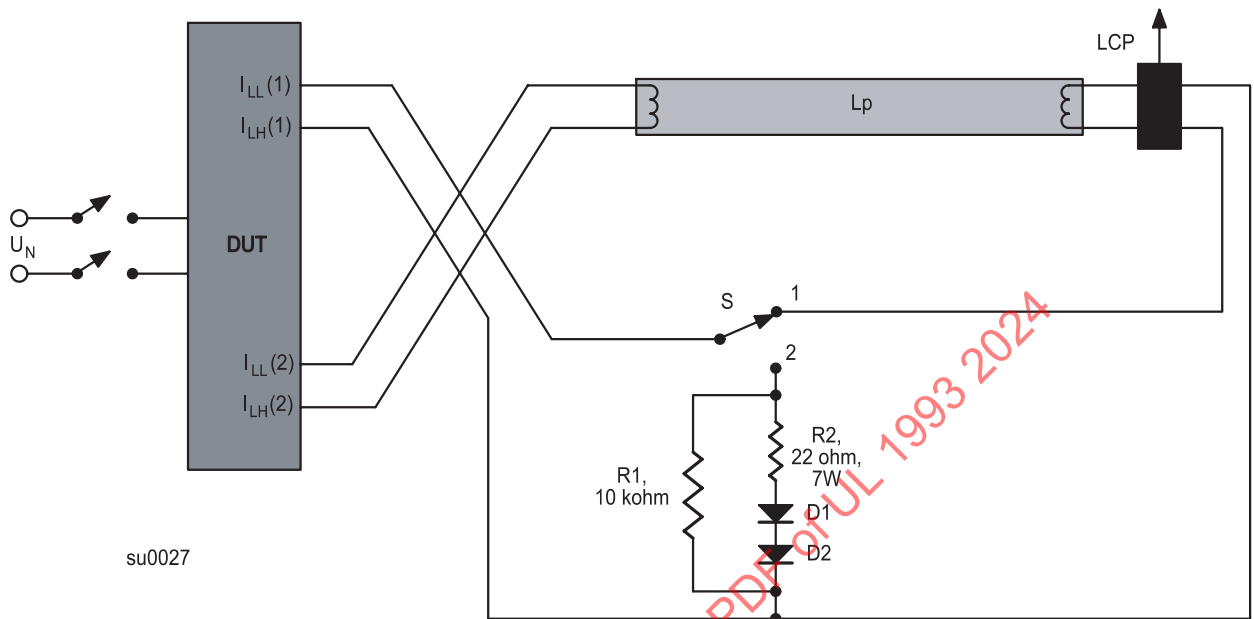 LCP
I_LL(1)
Lp
I_LH(1)
DUT
U_N
S
1
2
I_LL(2)
I_LH(2)
R2,
22 ohm,
7W
R1,
10 kohm
D1
D2
su0027
PDF of UL 1993 2024